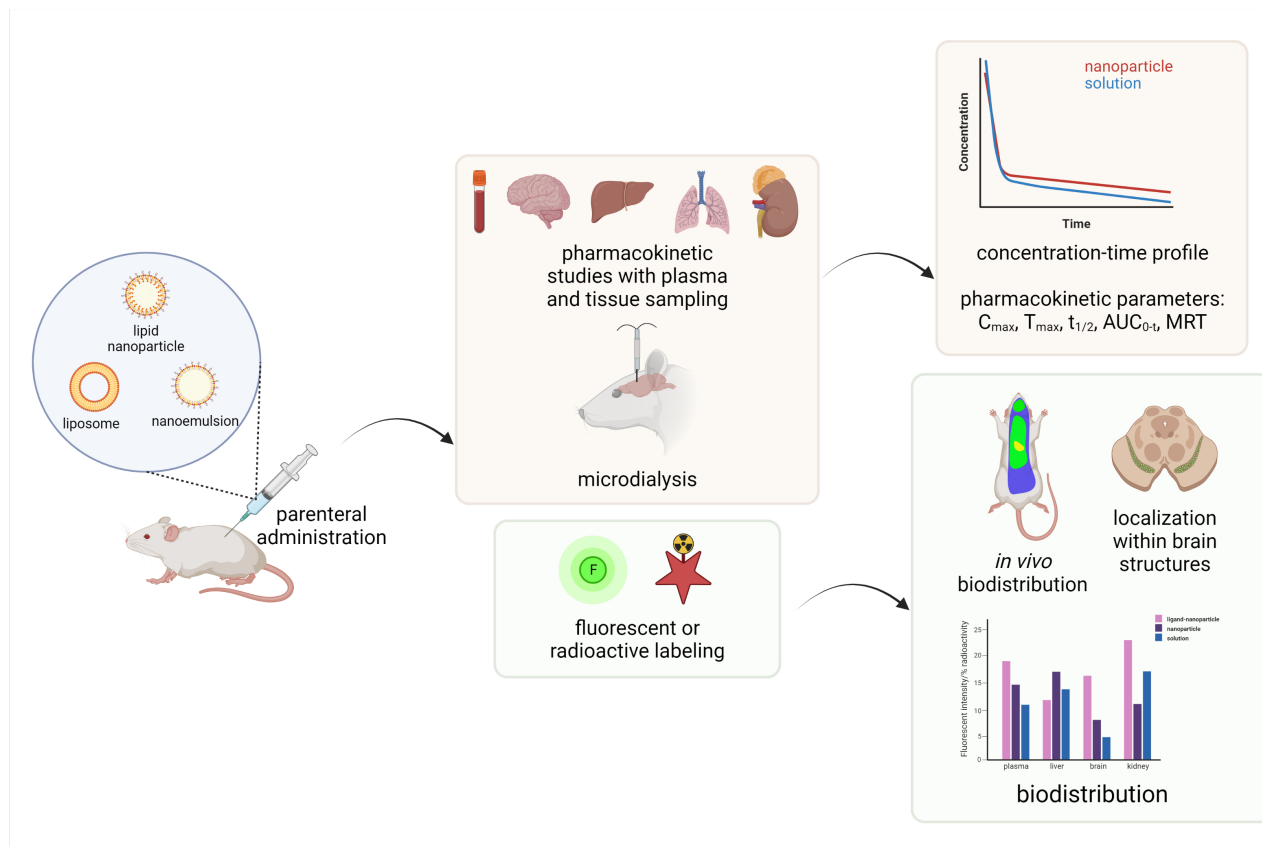 lipid
nanoparticle
liposome
nanoemulsion
parenteral
administration
pharmacokinetic
studies with plasma
and tissue sampling
microdialysis
F
fluorescent or
radioactive labeling
nanoparticle
solution
Concentration
Time
concentration-time profile
pharmacokinetic parameters:
Cmax, Tmax, t1/2, AUC0-t, MRT
in vivo
biodistribution
localization
within brain
structures
ligand-nanoparticle
nanoparticle
solution
Fluorescent intensity/% radioactivity
25
20
15
10
5
0
plasma liver brain kidney
biodistribution